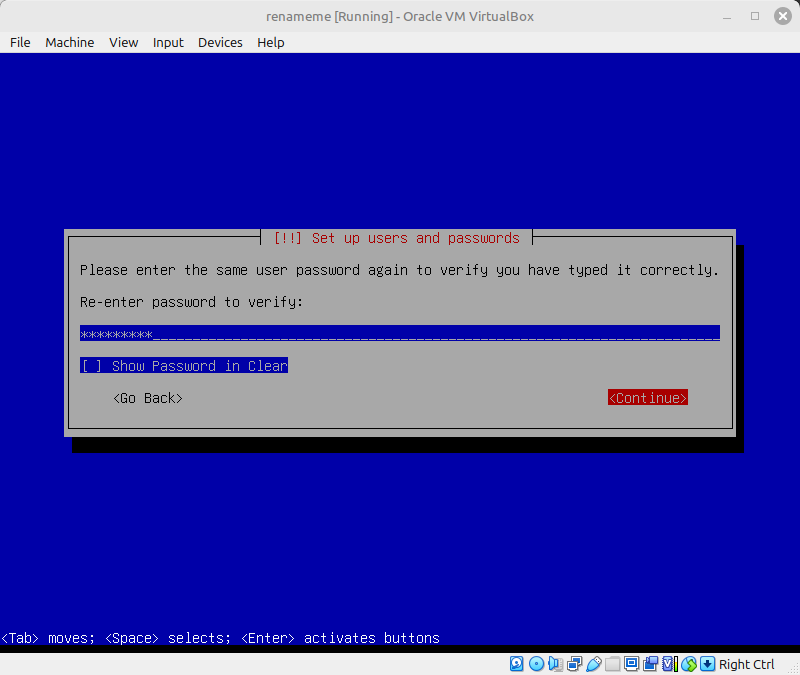 renameme [Running] - Oracle VM VirtualBox
File Machine View Input Devices Help
[!!] Set up users and passwords
Please enter the same user password again to verify you have typed it correctly.
Re-enter password to verify:
*********_______________________________________________________________________
[ ] Show Password in Clear
<Go Back> <Continue>
<Tab> moves; <Space> selects; <Enter> activates buttons
Right Ctrl